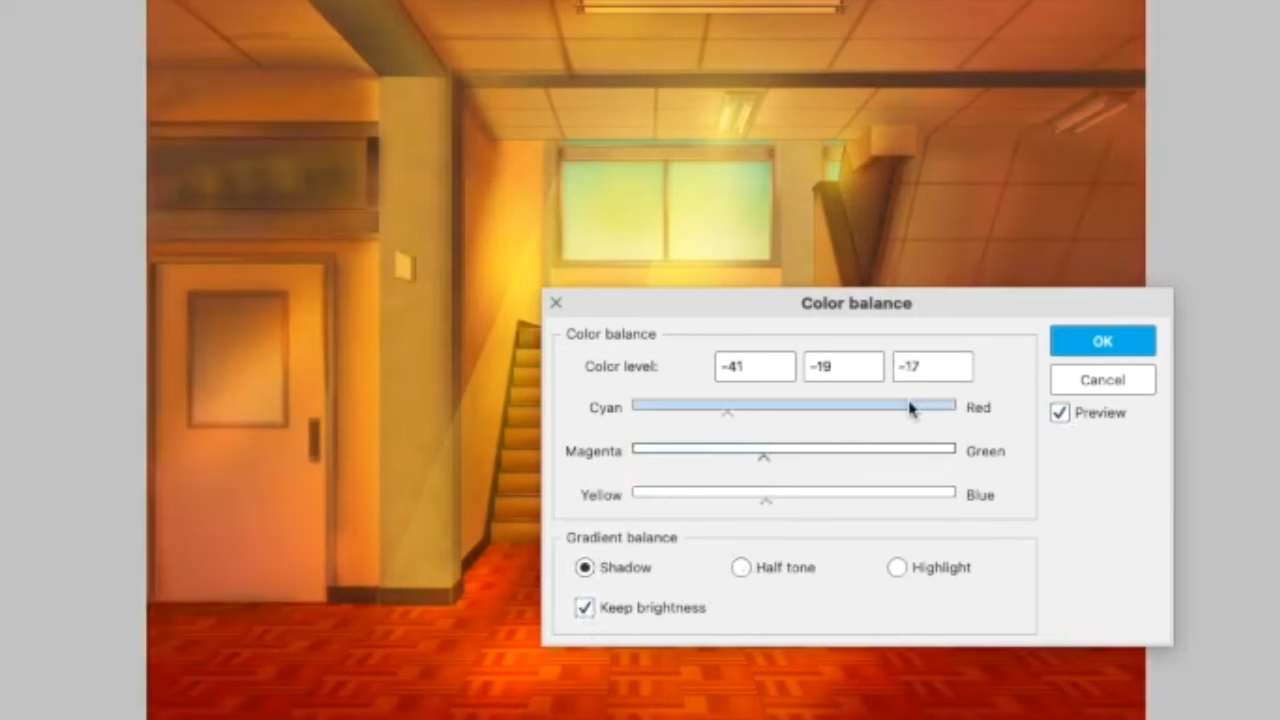 Color balance
Color balance
OK
Color level: -41 -19 -17
Cancel
Cyan Red
Preview
Magenta Green
Yellow Blue
Gradient balance
Shadow Half tone Highlight
Keep brightness